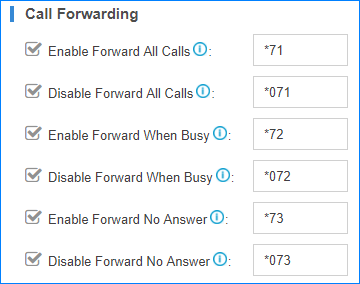 Call Forwarding
Enable Forward All Calls : *71
Disable Forward All Calls : *071
Enable Forward When Busy : *72
Disable Forward When Busy : *072
Enable Forward No Answer : *73
Disable Forward No Answer : *073